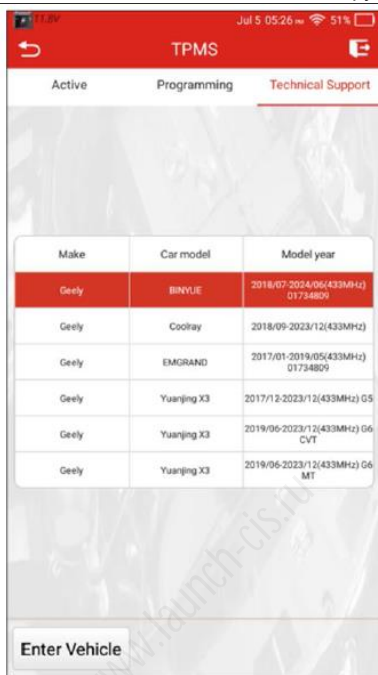 11.8V Jul 5 05:26 PM 51%
TPMS
Active Programming Technical Support
Make Car model Model year
Geely BINYUE 2018/07-2024/06(433MHz)
01734809
Geely Coolray 2018/09-2023/12(433MHz)
Geely EMGRAND 2017/01-2019/05(433MHz)
01734809
Geely Yuanjing X3 2017/12-2023/12(433MHz) G5
Geely Yuanjing X3 2019/06-2023/12(433MHz) G6
CVT
Geely Yuanjing X3 2019/06-2023/12(433MHz) G6
MT
www.launch-cis.ru
Enter Vehicle